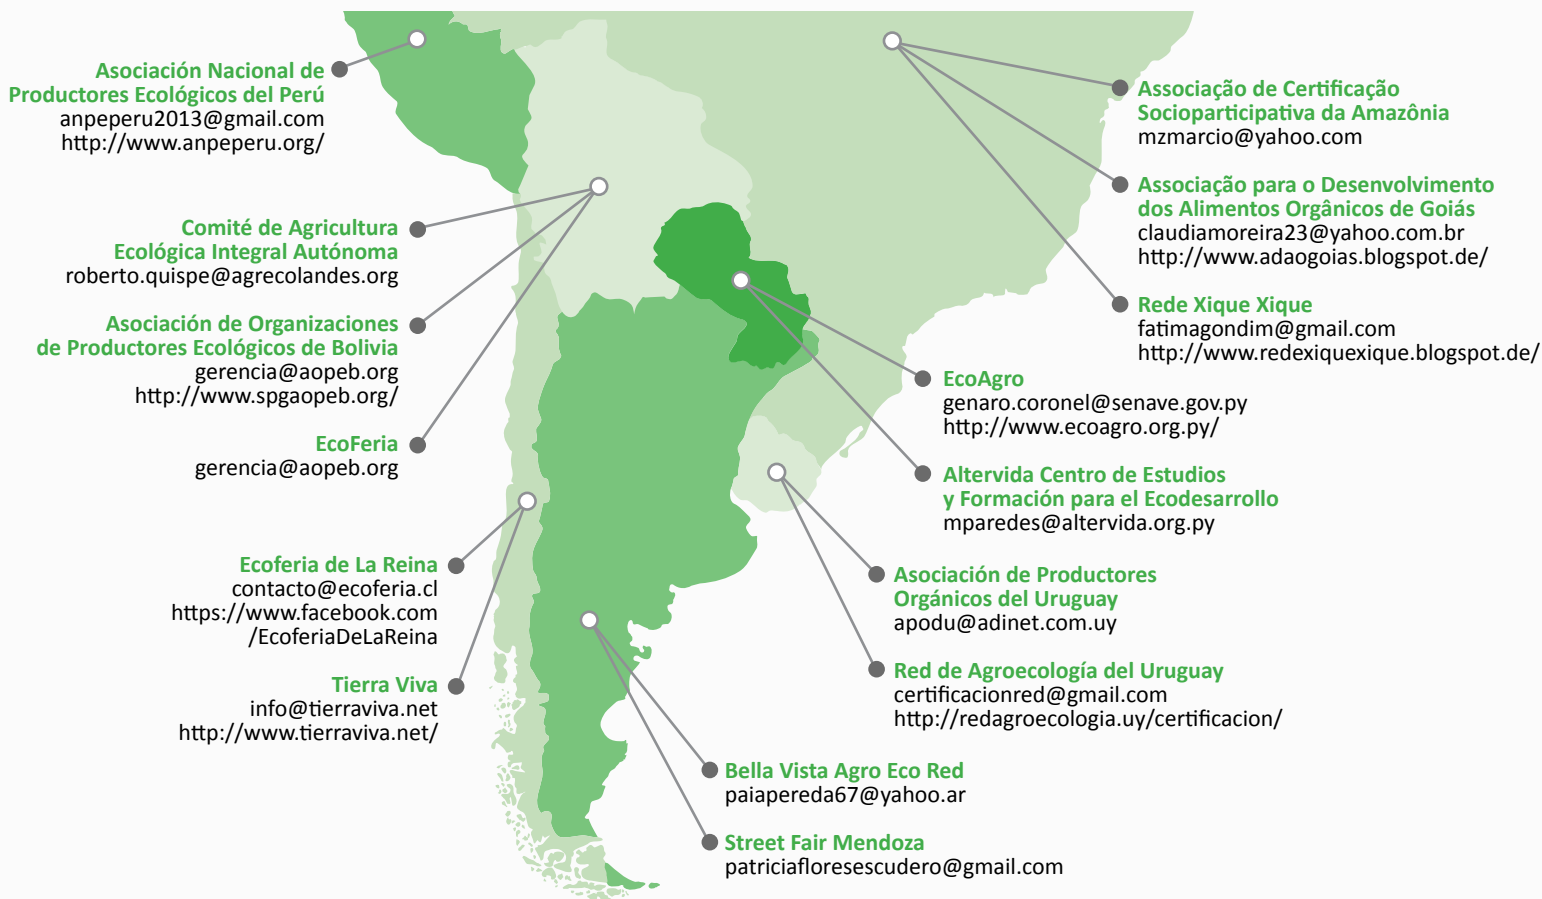 Asociación Nacional de
Productores Ecológicos del Perú
anpeperu2013@gmail.com
http://www.anpeperu.org/
Comité de Agricultura
Ecológica Integral Autónoma
roberto.quispe@agrecolandes.org
Asociación de Organizaciones
de Productores Ecológicos de Bolivia
gerencia@aopeb.org
http://www.spgaopeb.org/
EcoFeria
gerencia@aopeb.org
Ecoferia de La Reina
contacto@ecoferia.cl
https://www.facebook.com
/EcoferiaDeLaReina
Tierra Viva
info@tierraviva.net
http://www.tierraviva.net/
Associação de Certificação
Socioparticipativa da Amazônia
mzmarcio@yahoo.com
Associação para o Desenvolvimento
dos Alimentos Orgânicos de Goiás
claudiamoreira23@yahoo.com.br
http://www.adaogoias.blogspot.de/
Rede Xique Xique
fatimagondim@gmail.com
http://www.redexiquexique.blogspot.de/
EcoAgro
genaro.coronel@senave.gov.py
http://www.ecoagro.org.py/
Altervida Centro de Estudios
y Formación para el Ecodesarrollo
mparedes@altervida.org.py
Asociación de Productores
Orgánicos del Uruguay
apodu@adinet.com.uy
Red de Agroecología del Uruguay
certificacionred@gmail.com
http://redagroecologia.uy/certificacion/
Bella Vista Agro Eco Red
paiapereda67@yahoo.ar
Street Fair Mendoza
patriciafloresescudero@gmail.com